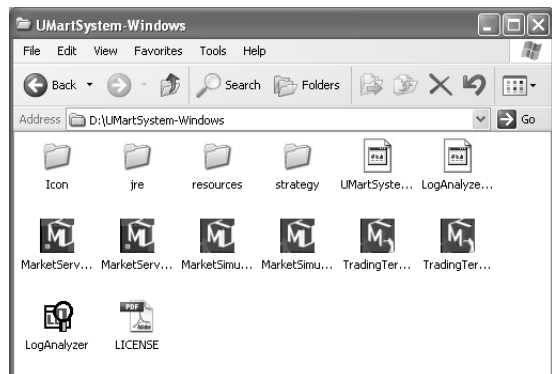 UMartSystem-Windows
File Edit View Favorites Tools Help
Back Search Folders
Address D:\UMartSystem-Windows Go
Icon jre resources strategy UMartSyste... LogAnalyze...
MarketServ... MarketServ... MarketSimu... MarketSimu... TradingTer... TradingTer...
PDF
Adobe
LogAnalyzer LICENSE